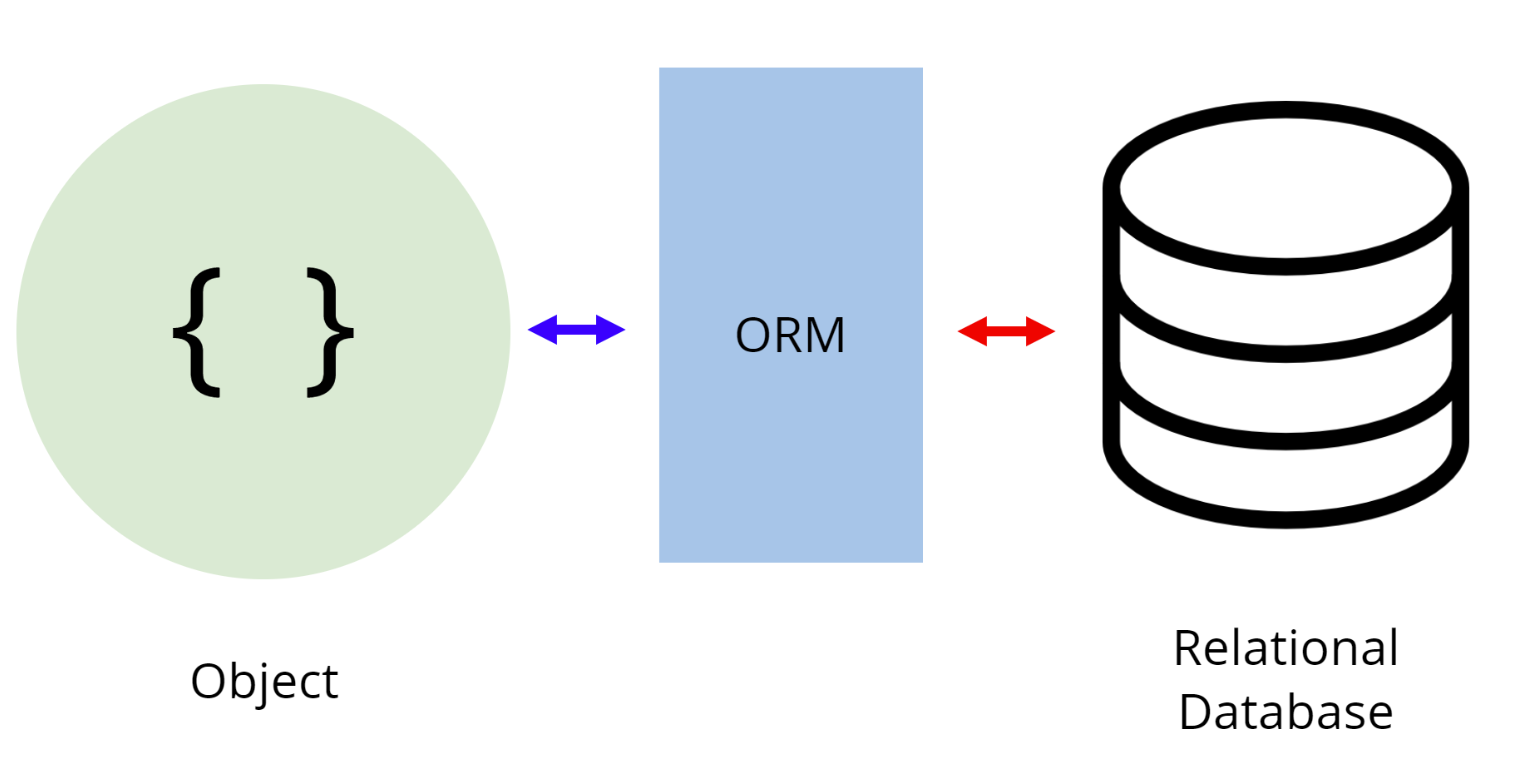 { }
ORM
Object
Relational
Database